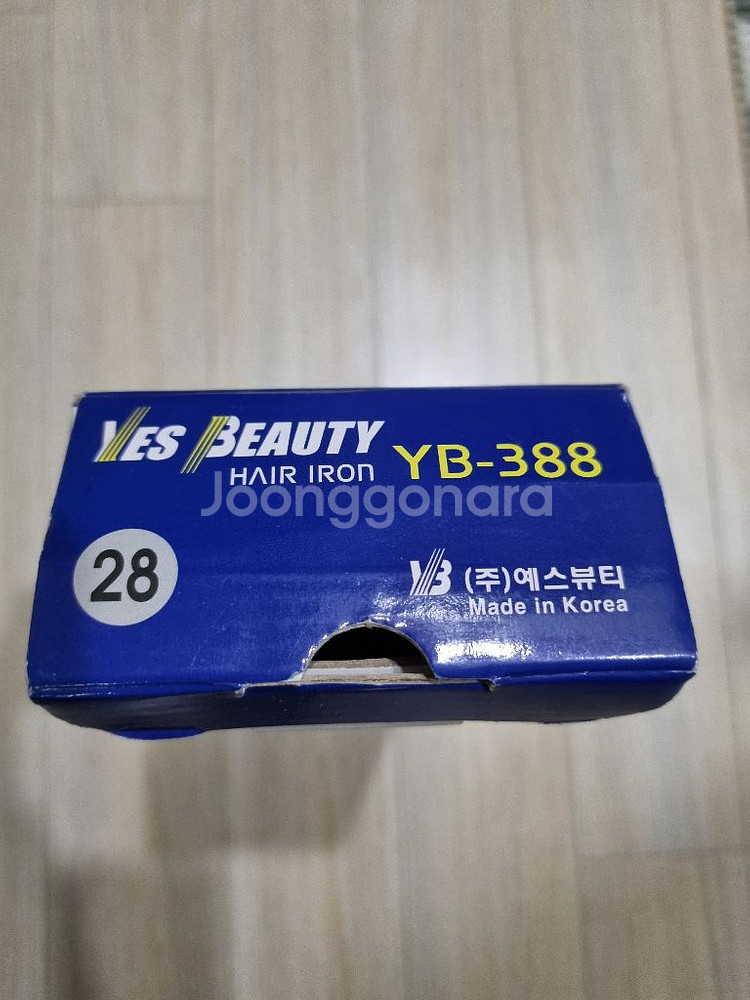 YES BEAUTY
HAIR IRON
YB-388
Joonggonara
28
YB (주)예스뷰티
Made in Korea